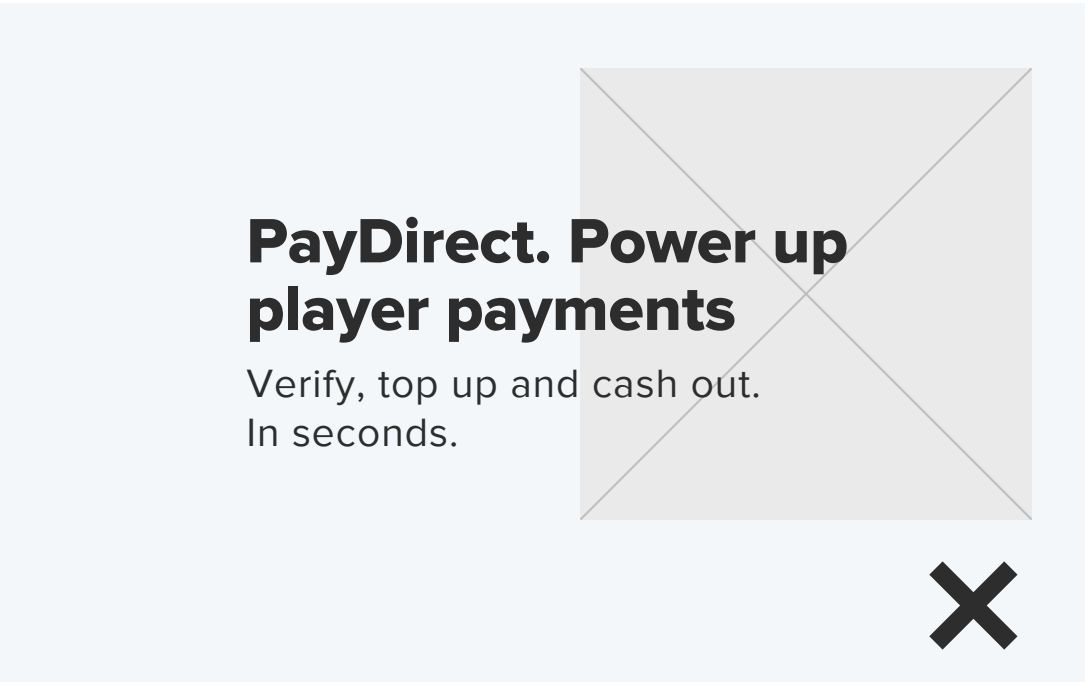 PayDirect. Power up
player payments
Verify, top up and cash out.
In seconds.